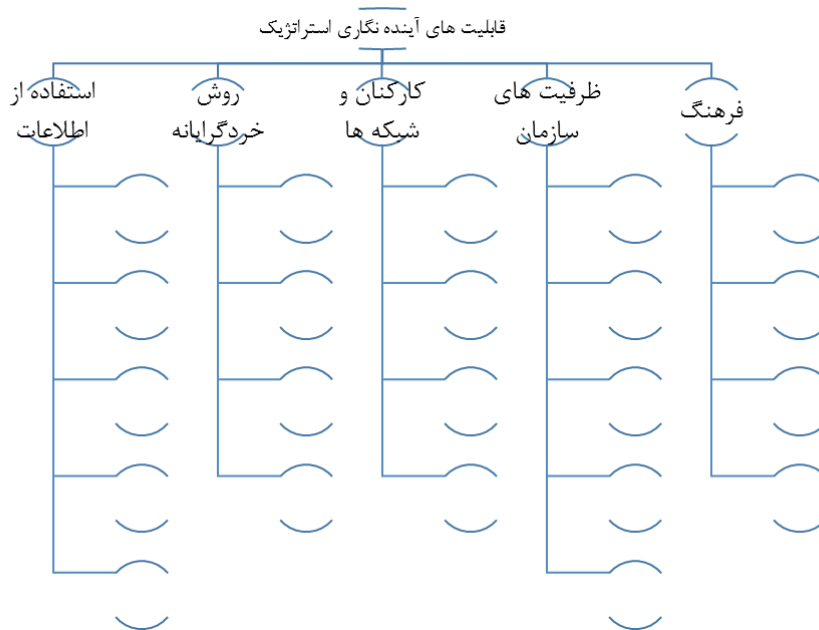 قابلیت های آینده نگاری استراتژیک
فرهنگ
ظرفیت های
سازمان
کارکنان و
شبکه ها
روش
خردگرایانه
استفاده از
اطلاعات